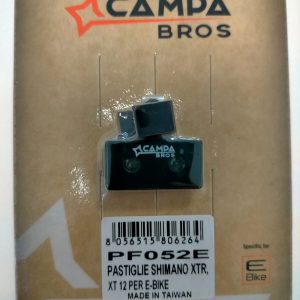 CAMPA
BROS
CAMPA
BROS
8 056515 806264
PF052E
PASTIGLIE SHIMANO XTR,
XT 12 PER E-BIKE
MADE IN TAIWAN
Specific for
E
Bike